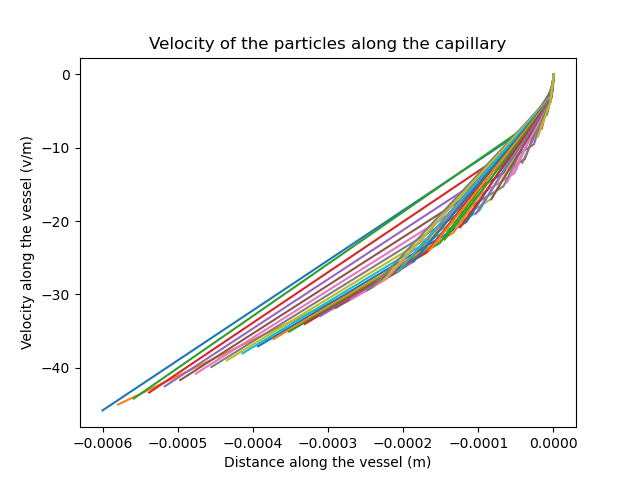 Velocity of the particles along the capillary
0
−10
−20
−30
−40
Velocity along the vessel (v/m)
−0.0006 −0.0005 −0.0004 −0.0003 −0.0002 −0.0001 0.0000
Distance along the vessel (m)